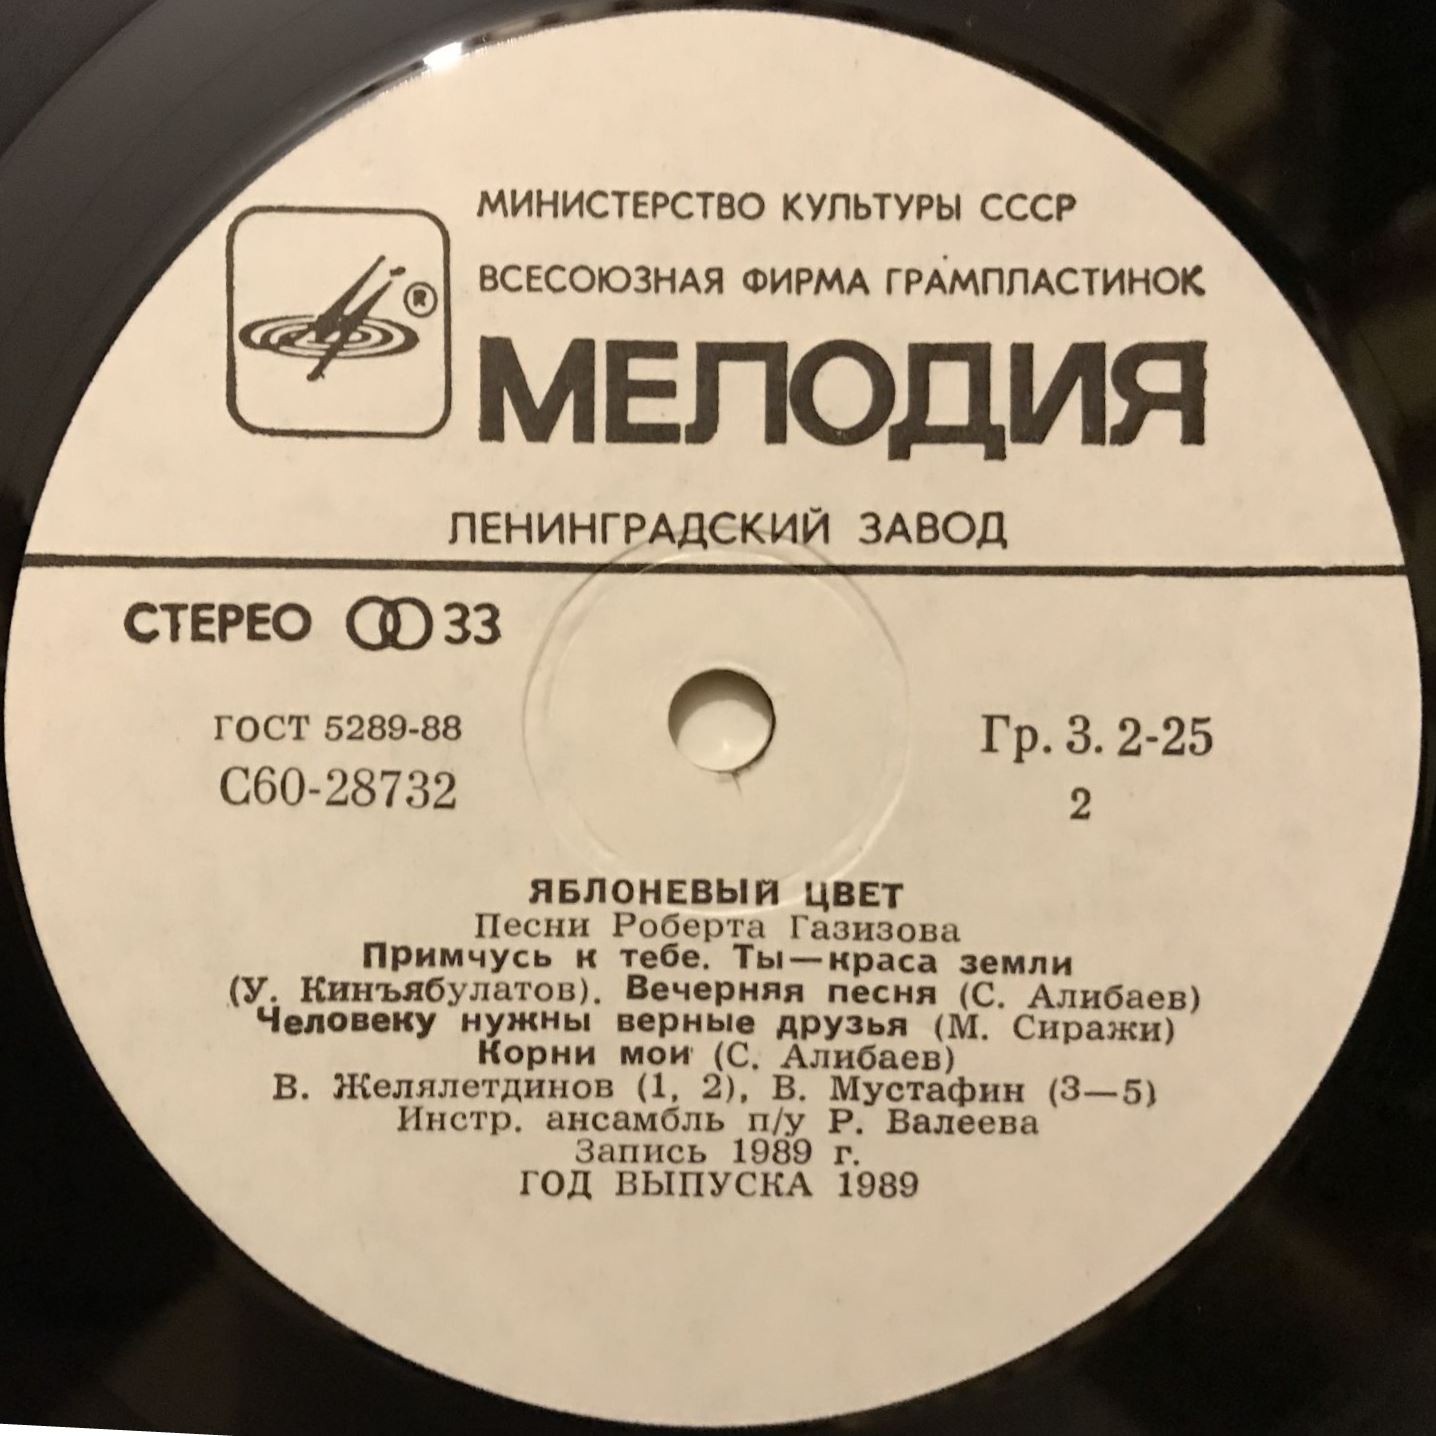 МИНИСТЕРСТВО КУЛЬТУРЫ СССР
ВСЕСОЮЗНАЯ ФИРМА ГРАМПЛАСТИНОК
®
МЕЛОДИЯ
ЛЕНИНГРАДСКИЙ ЗАВОД
СТЕРЕО 33
ГОСТ 5289-88
Гр. 3. 2-25
С60-28732
2
ЯБЛОНЕВЫЙ ЦВЕТ
Песни Роберта Газизова
Примчусь к тебе. Ты—краса земли
(У. Кинъябулатов). Вечерняя песня (С. Алибаев)
Человеку нужны верные друзья (М. Сиражи)
Корни мои (С. Алибаев)
В. Желялетдинов (1, 2), В. Мустафин (3—5)
Инстр. ансамбль п/у Р. Валеева
Запись 1989 г.
ГОД ВЫПУСКА 1989